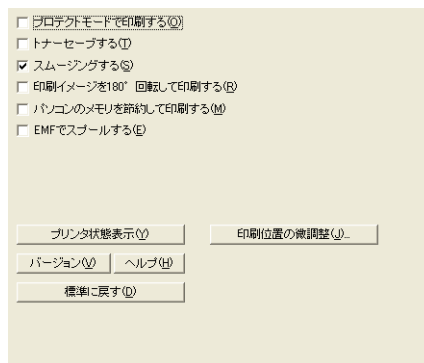 プロテクトモードで印刷する(O)
トナーセーブする(T)
スムージングする(S)
印刷イメージを180°回転して印刷する(R)
パソコンのメモリを節約して印刷する(M)
EMFでスプールする(E)
プリンタ状態表示(Y) 印刷位置の微調整(J)...
バージョン(V) ヘルプ(H)
標準に戻す(D)